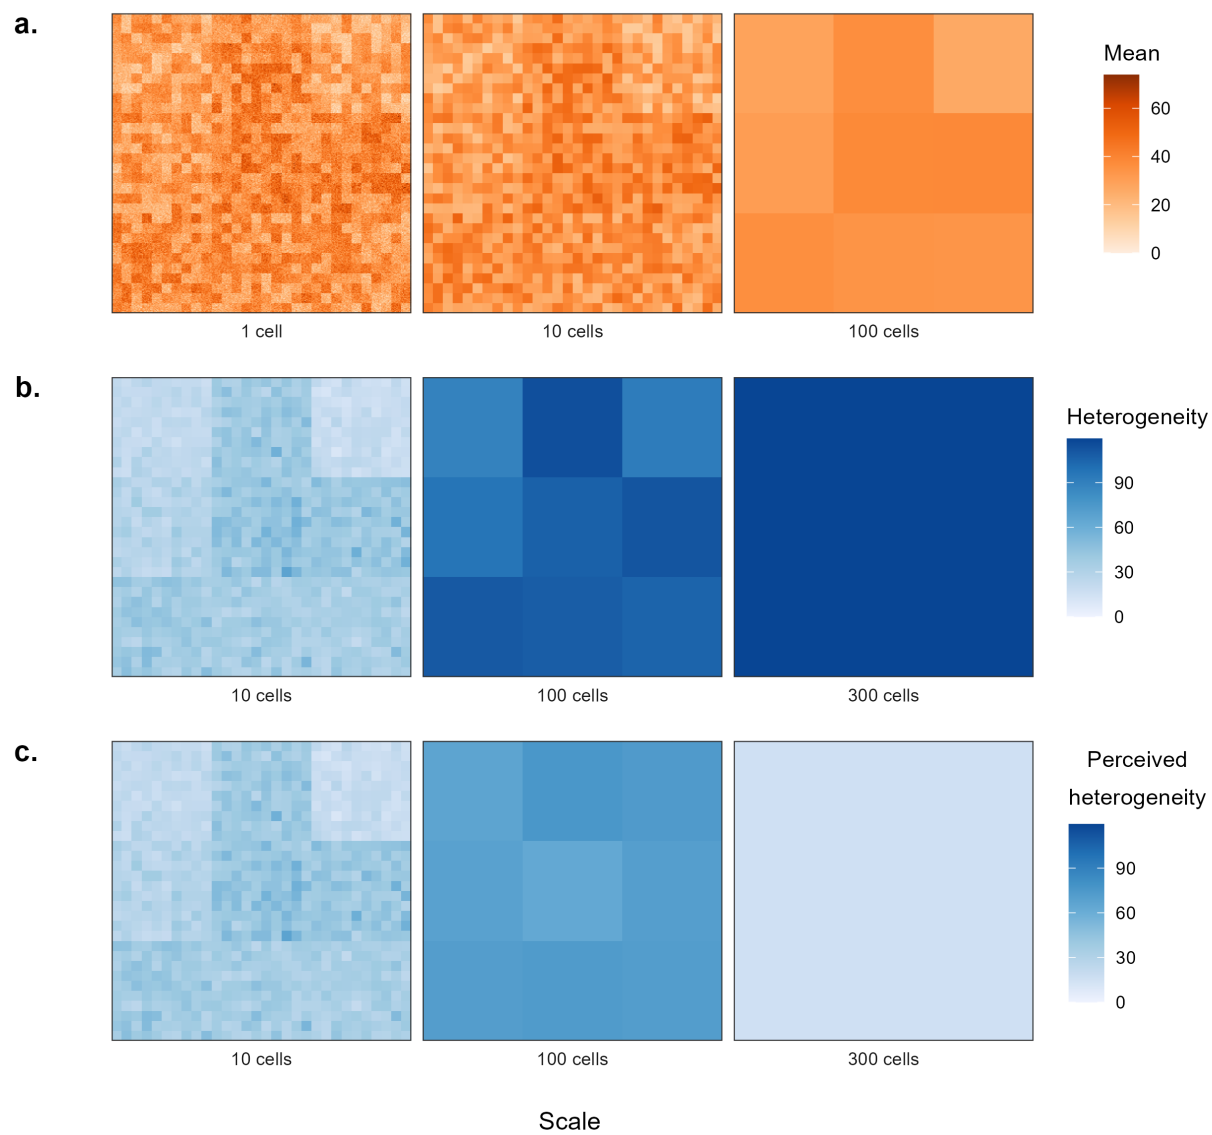 a.
Mean
60
40
20
0
1 cell
10 cells
100 cells
b.
Heterogeneity
90
60
30
0
10 cells
100 cells
300 cells
c.
Perceived
heterogeneity
90
60
30
0
10 cells
100 cells
300 cells
Scale